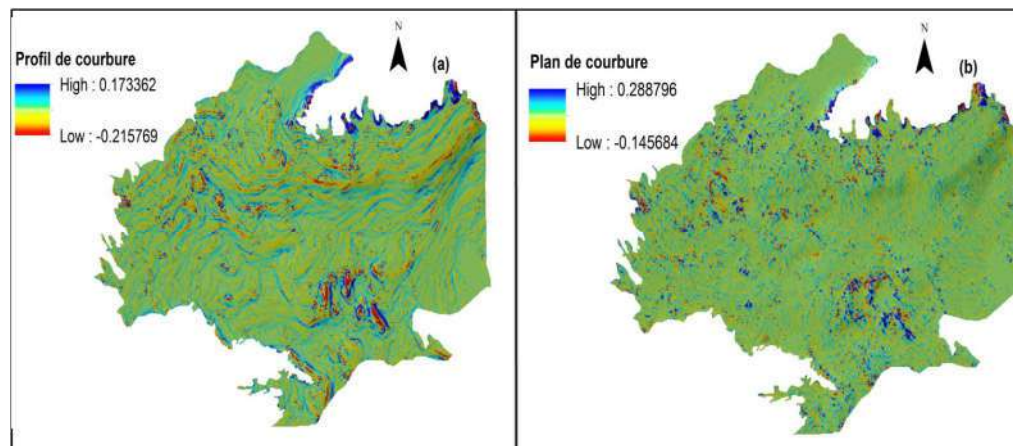 N
Profil de courbure
(a)
High : 0.173362
Low : -0.215769
N
Plan de courbure
(b)
High : 0.288796
Low : -0.145684